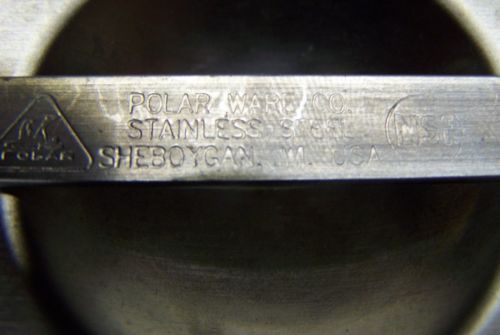 POLAR WARE CO.
STAINLESS STEEL
SHEBOYGAN, WI. USA
POLAR
NSF